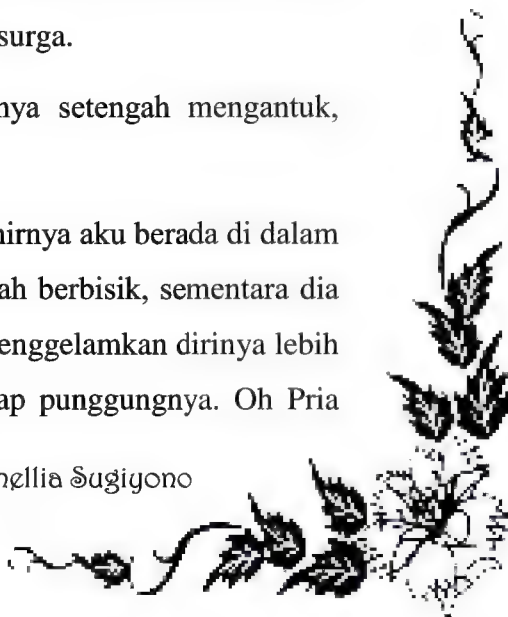 surga.
nya setengah mengantuk,
hirnya aku berada di dalam
ah berbisik, sementara dia
enggelamkan dirinya lebih
ap punggungnya. Oh Pria
nellia Sugiyono